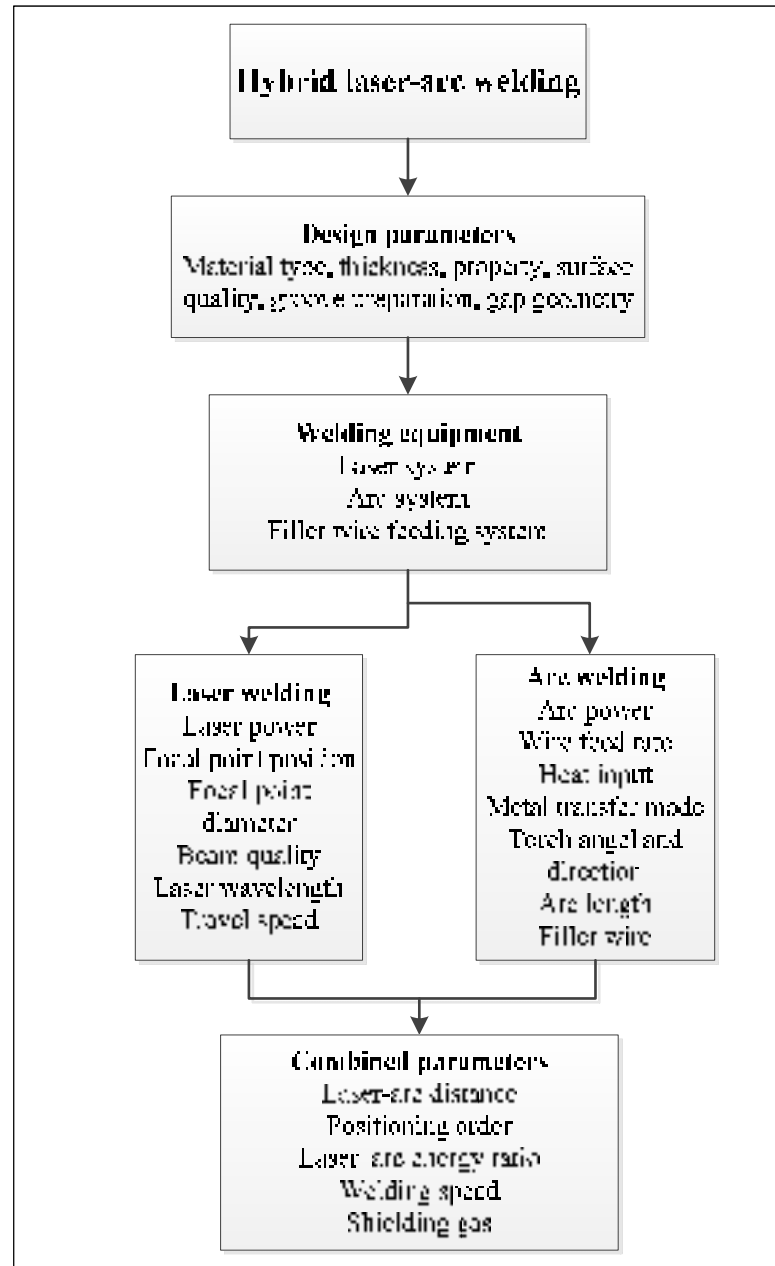 Hybrid laser-arc welding
Design parameters
Material type, thickness, property, surface
quality, groove preparation, gap geometry
Welding equipment
Laser system
Arc system
Filler wire feeding system
Laser welding
Laser power
Focal point position
Focal point
diameter
Beam quality
Laser wavelength
Travel speed
Arc welding
Arc power
Wire feed rate
Heat input
Metal transfer mode
Torch angel and
direction
Arc length
Filler wire
Combined parameters
Laser-arc distance
Positioning order
Laser-arc energy ratio
Welding speed
Shielding gas